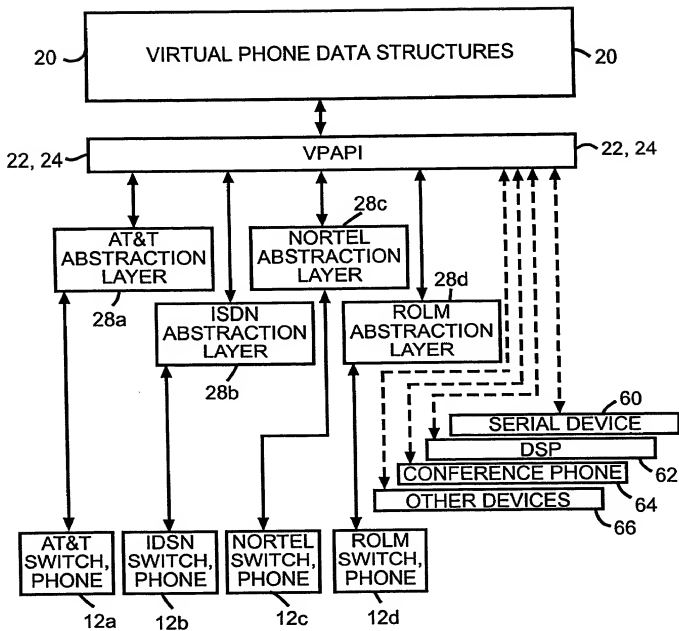 20
VIRTUAL PHONE DATA STRUCTURES
20
22, 24
VPAPI
22, 24
28c
AT&T
ABSTRACTION
LAYER
28a
NORTEL
ABSTRACTION
LAYER
28d
ISDN
ABSTRACTION
LAYER
28b
ROLM
ABSTRACTION
LAYER
60
SERIAL DEVICE
DSP
62
CONFERENCE PHONE
64
OTHER DEVICES
66
AT&T
SWITCH,
PHONE
12a
IDSN
SWITCH,
PHONE
12b
NORTEL
SWITCH,
PHONE
12c
ROLM
SWITCH,
PHONE
12d